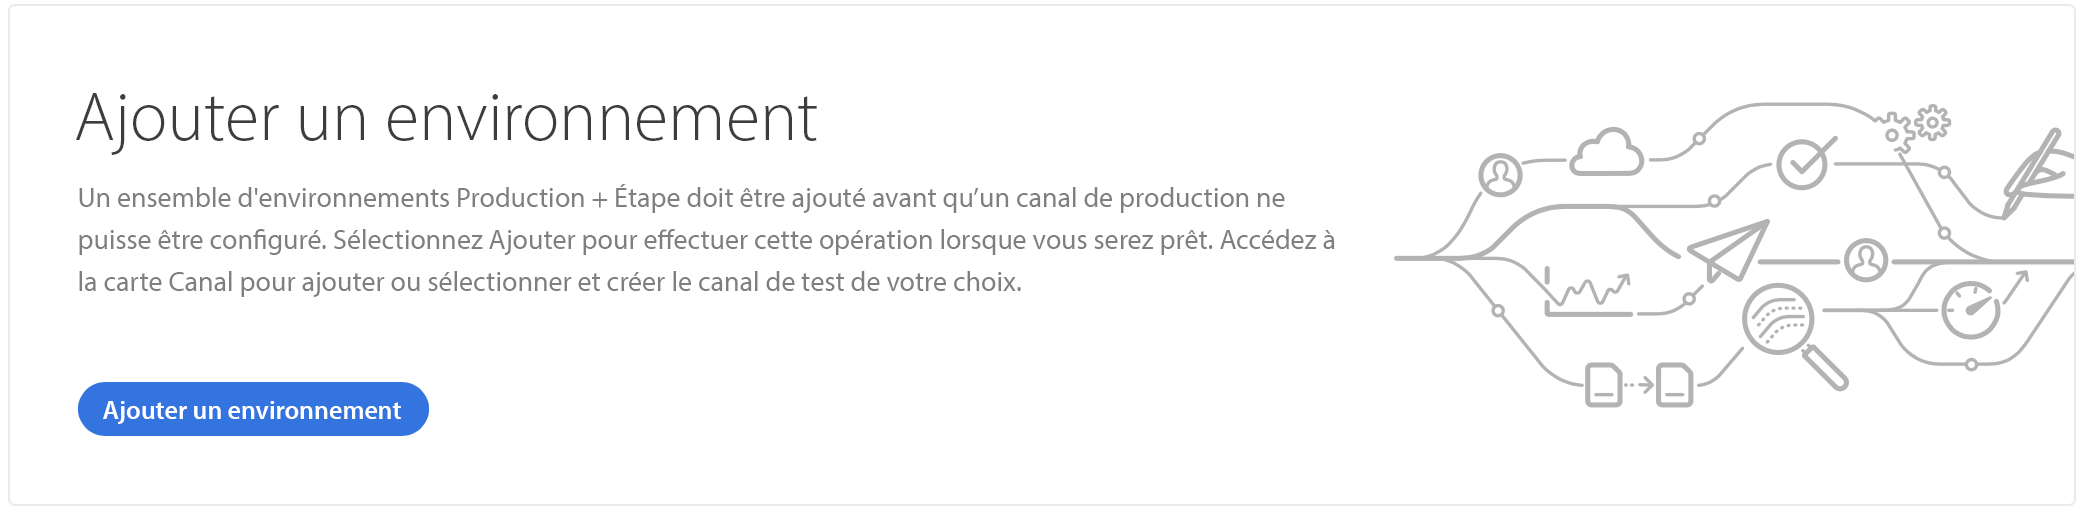 Ajouter un environnement
Un ensemble d'environnements Production + Étape doit être ajouté avant qu’un canal de production ne
puisse être configuré. Sélectionnez Ajouter pour effectuer cette opération lorsque vous serez prêt. Accédez à
la carte Canal pour ajouter ou sélectionner et créer le canal de test de votre choix.
Ajouter un environnement